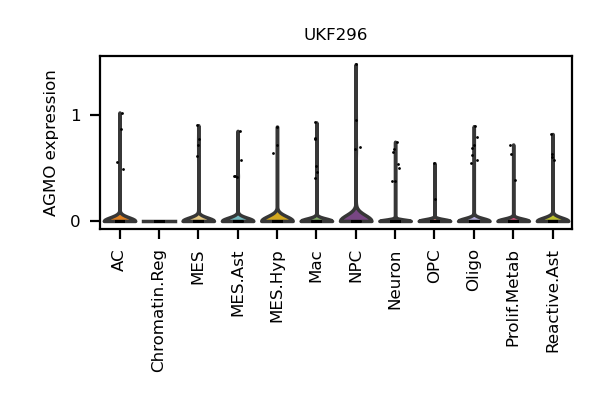 UKF296
AGMO expression
1
0
AC
Chromatin.Reg
MES
MES.Ast
MES.Hyp
Mac
NPC
Neuron
OPC
Oligo
Prolif.Metab
Reactive.Ast